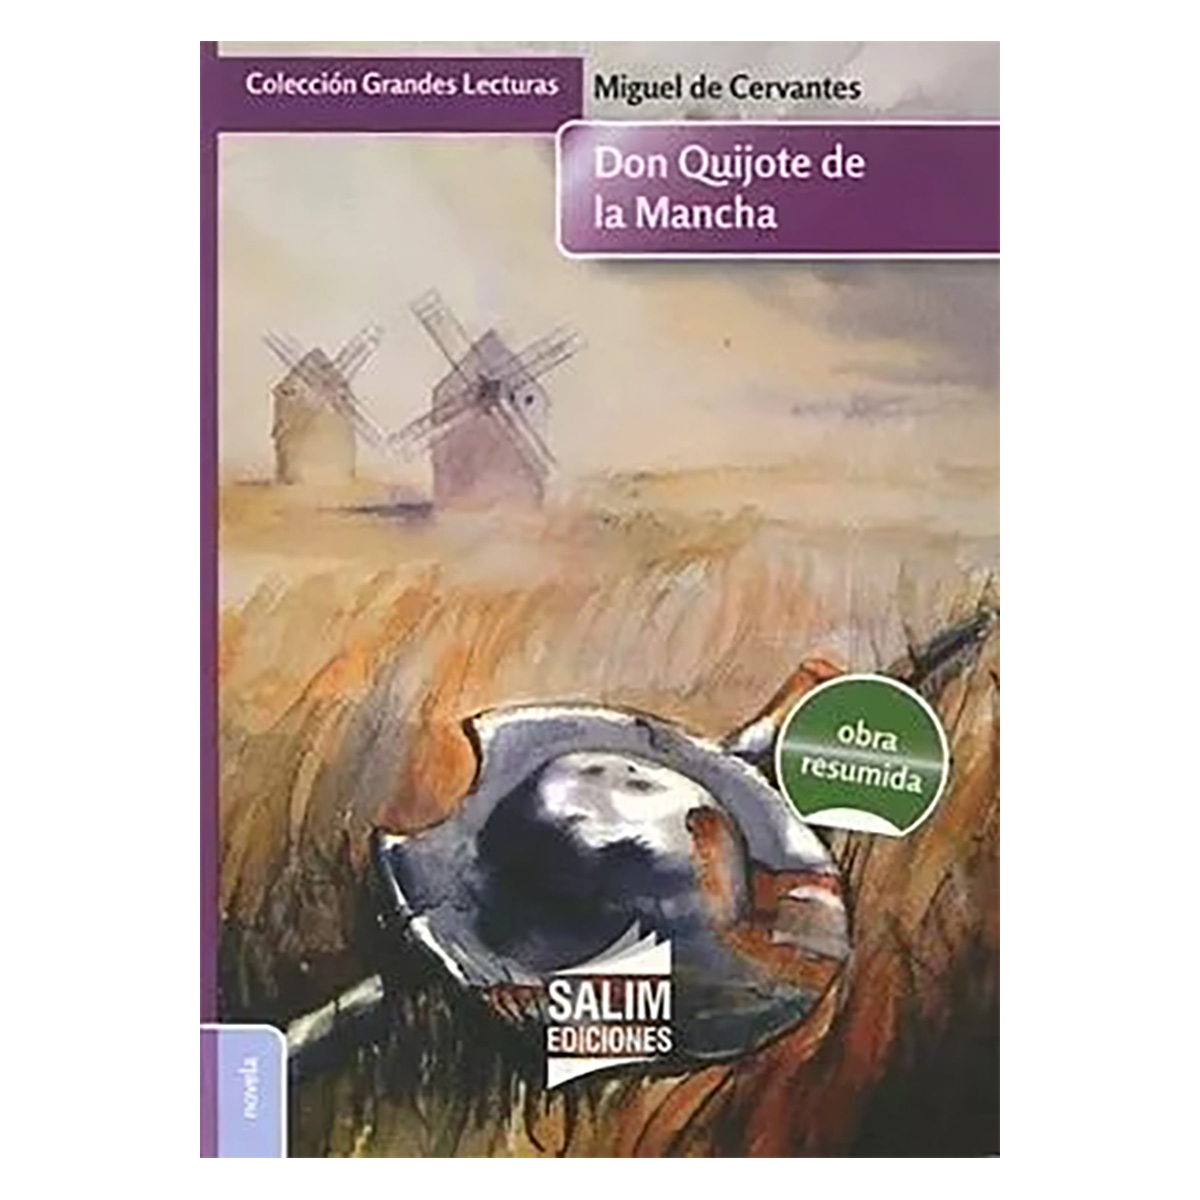 Colección Grandes Lecturas
Miguel de Cervantes
Don Quijote de
la Mancha
obra
resumida
SALIM
EDICIONES
novela